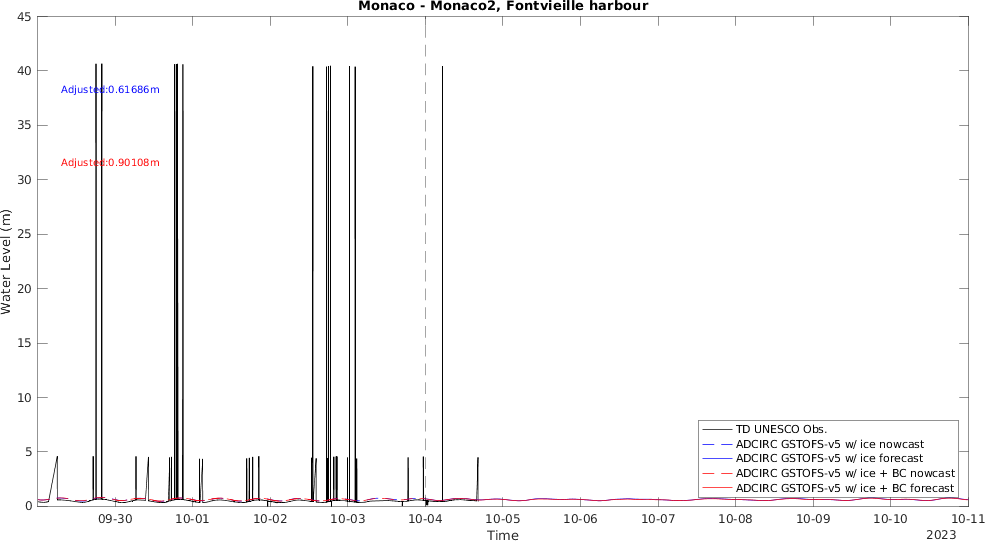 Monaco - Monaco2, Fontvieille harbour
45
40
35
30
25
20
15
10
5
0
Water Level (m)
Adjusted:0.61686m
Adjusted:0.90108m
TD UNESCO Obs.
ADCIRC GSTOFS-v5 w/ ice nowcast
ADCIRC GSTOFS-v5 w/ ice forecast
ADCIRC GSTOFS-v5 w/ ice + BC nowcast
ADCIRC GSTOFS-v5 w/ ice + BC forecast
09-30 10-01 10-02 10-03 10-04 10-05 10-06 10-07 10-08 10-09 10-10 10-11
Time
2023